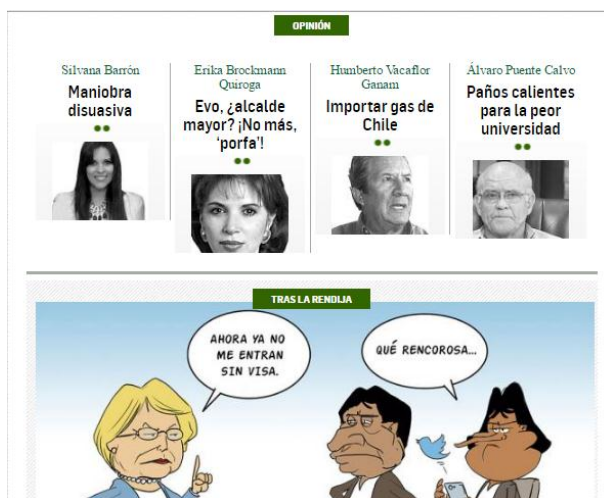 OPINIÓN
Silvana Barrón
Maniobra
disuasiva
Erika Brockmann
Quiroga
Evo, ¿alcalde
mayor? ¡No más,
‘porfa’!
Humberto Vacaflor
Ganam
Importar gas de
Chile
Álvaro Puente Calvo
Paños calientes
para la peor
universidad
TRAS LA RENDIJA
AHORA YA NO
ME ENTRAN
SIN VISA.
QUÉ RENCOROSA...